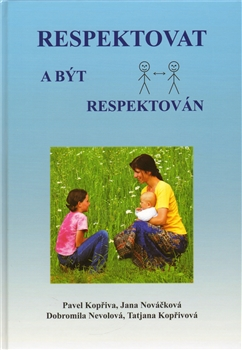 RESPEKTOVAT
A BÝT
RESPEKTOVÁN
Pavel Kopřiva, Jana Nováčková
Dobromila Nevolová, Tatjana Kopřivová